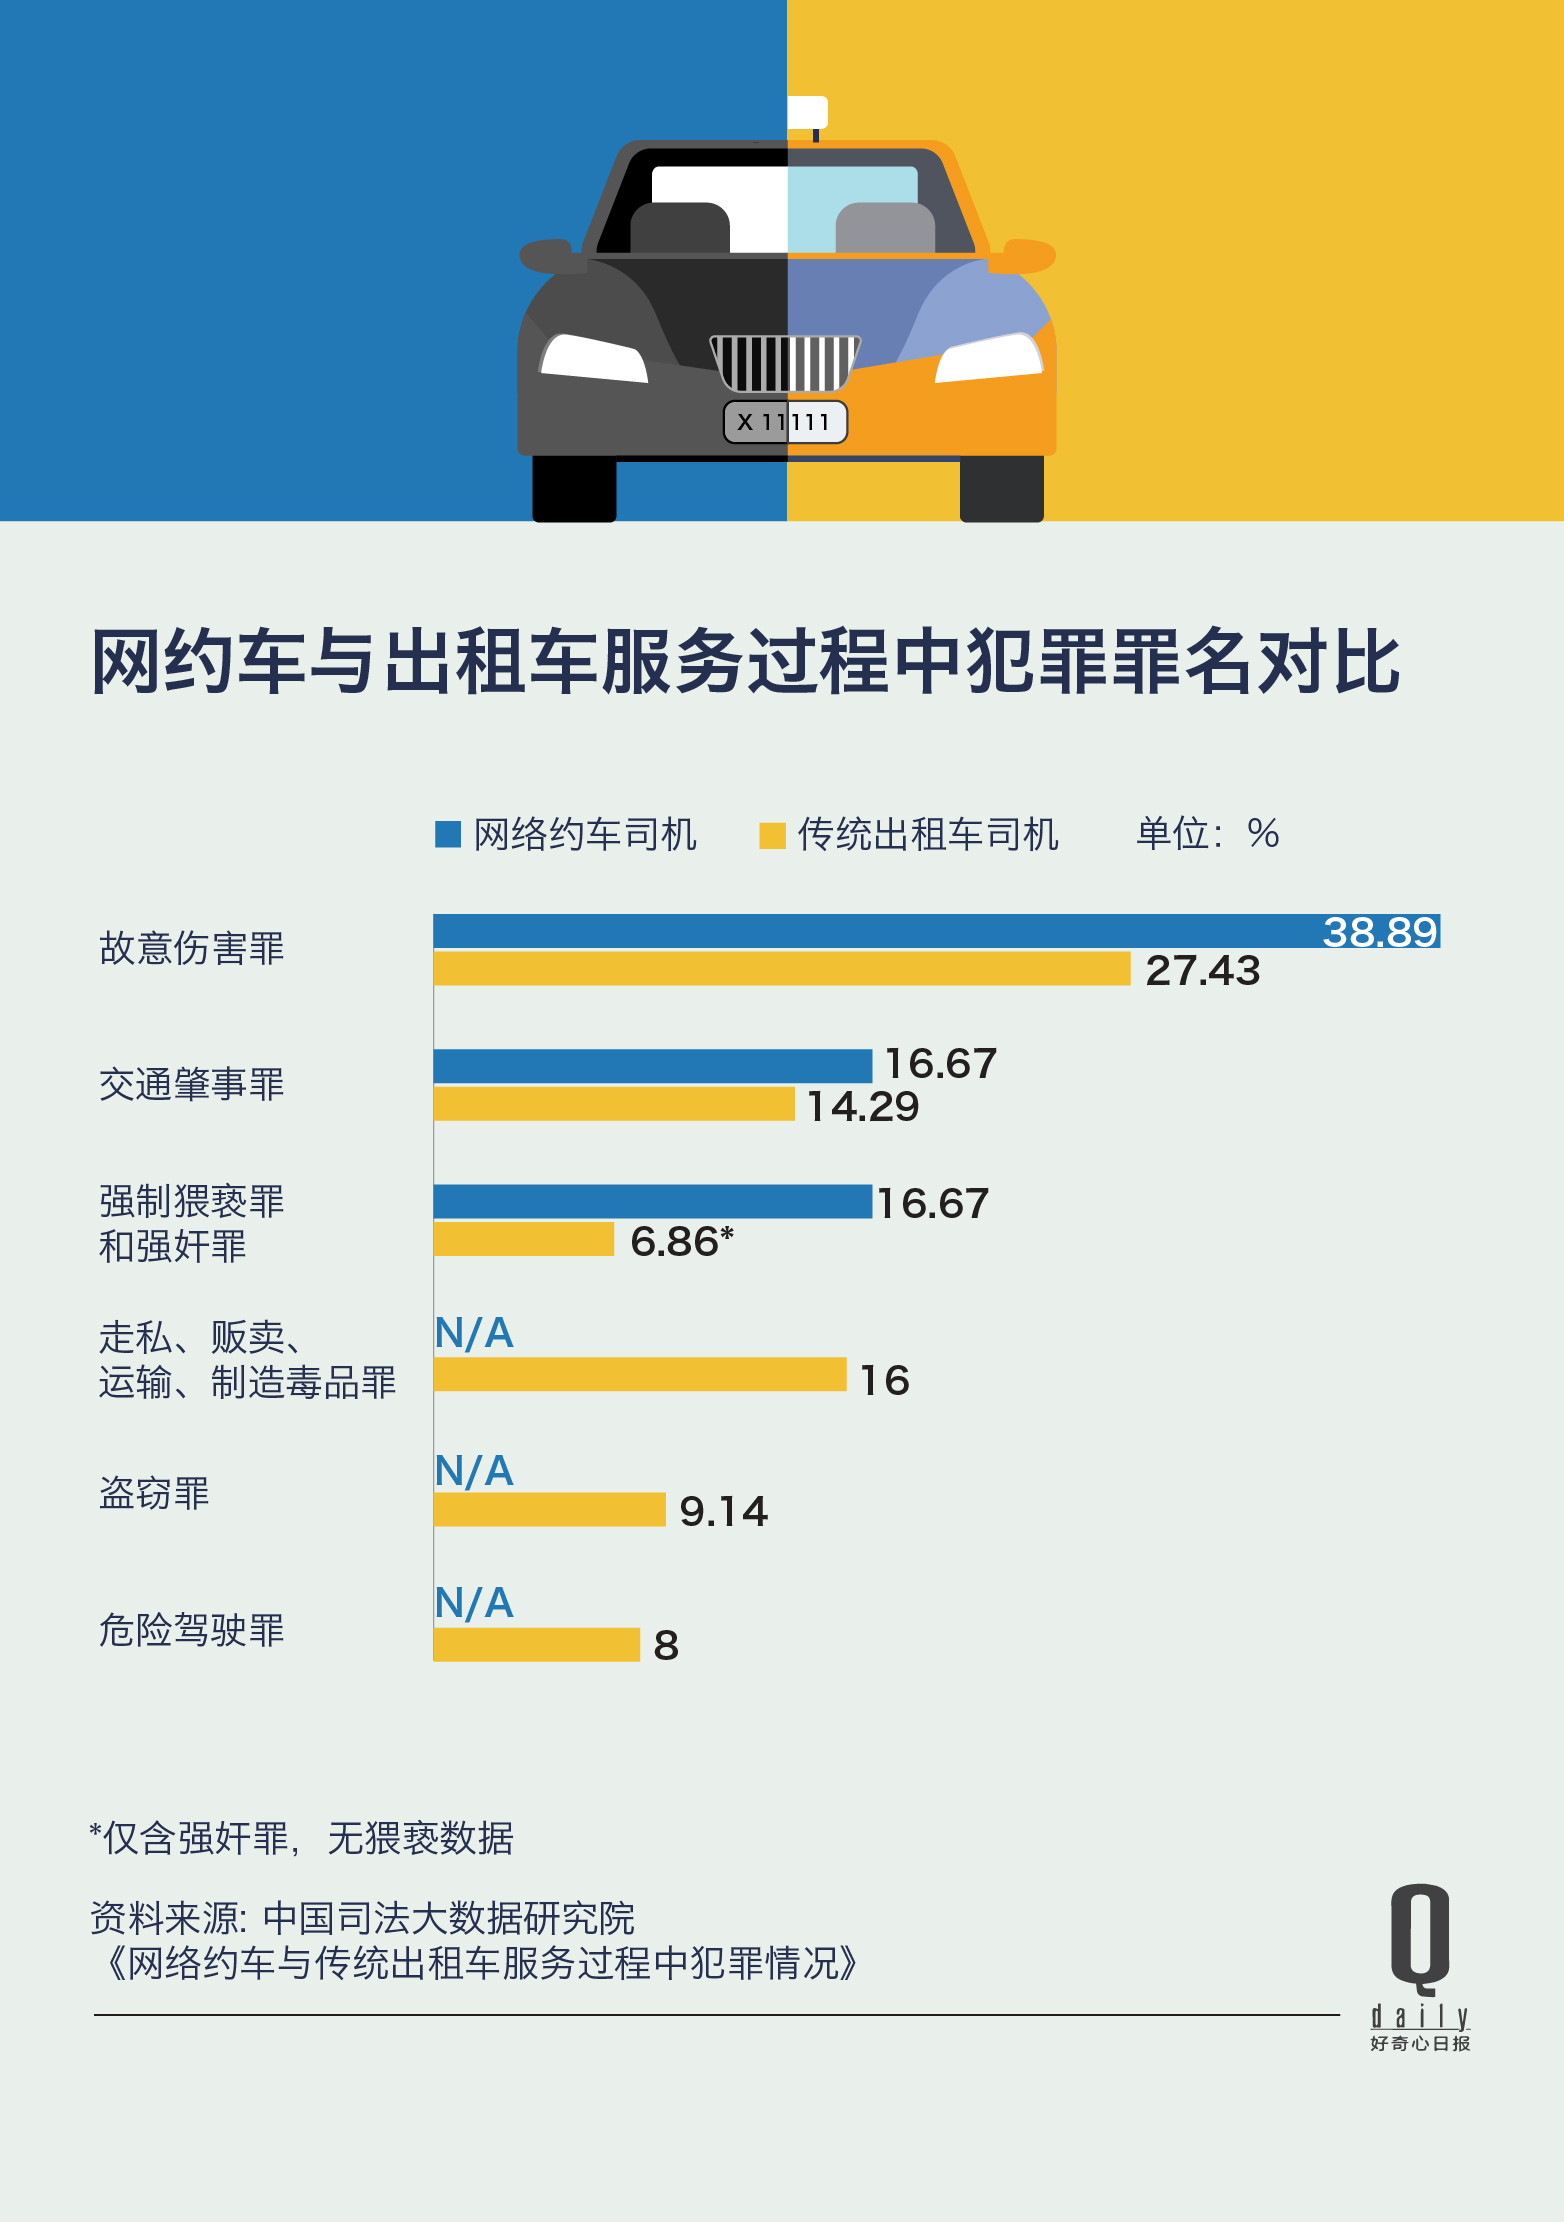 X 11111
网约车与出租车服务过程中犯罪罪名对比
网络约车司机 传统出租车司机 单位：%
故意伤害罪
38.89
27.43
交通肇事罪
16.67
14.29
强制猥亵罪
和强奸罪
16.67
6.86*
走私、贩卖、
运输、制造毒品罪
N/A
16
盗窃罪
N/A
9.14
危险驾驶罪
N/A
8
*仅含强奸罪，无猥亵数据
资料来源: 中国司法大数据研究院
《网络约车与传统出租车服务过程中犯罪情况》
Q
daily
好奇心日报